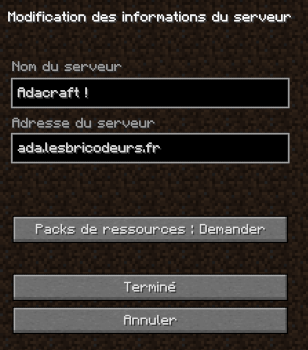 Modification des informations du serveur
Nom du serveur
Adacraft !
Adresse du serveur
ada.lesbricodeurs.fr
Packs de ressources : Demander
Terminé
Annuler